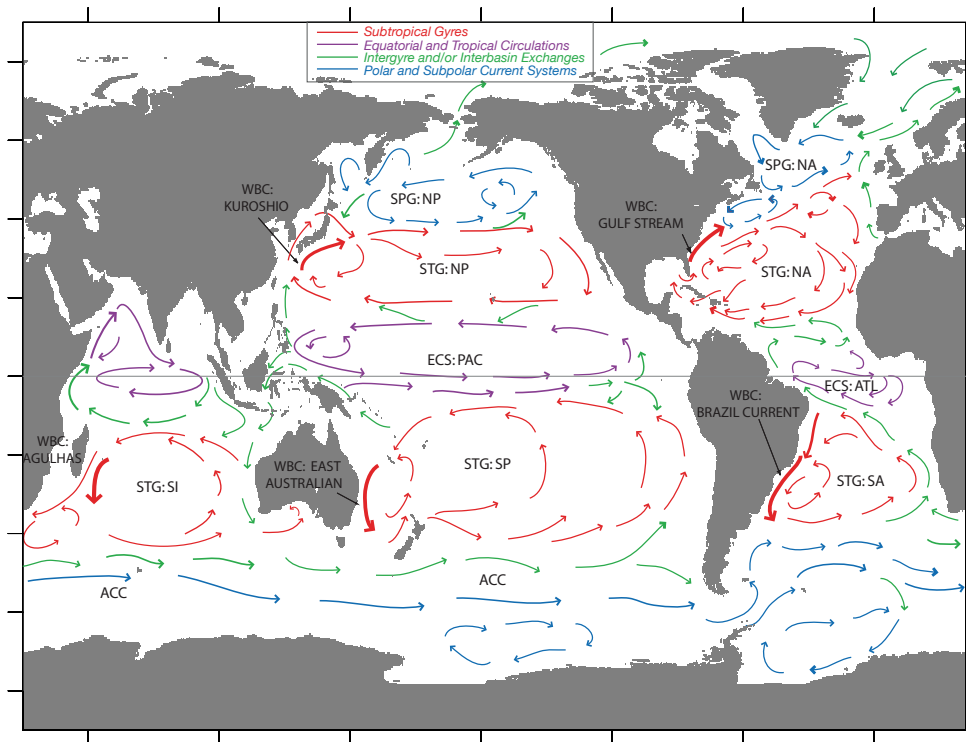 Subtropical Gyres
Equatorial and Tropical Circulations
Intergyre and/or Interbasin Exchanges
Polar and Subpolar Current Systems
SPG: NA
WBC:
KUROSHIO
SPG: NP
WBC:
GULF STREAM
STG: NP
STG: NA
ECS: PAC
ECS: ATL
WBC:
BRAZIL CURRENT
WBC:
AGULHAS
WBC: EAST
AUSTRALIAN
STG: SI
STG: SP
STG: SA
ACC
ACC